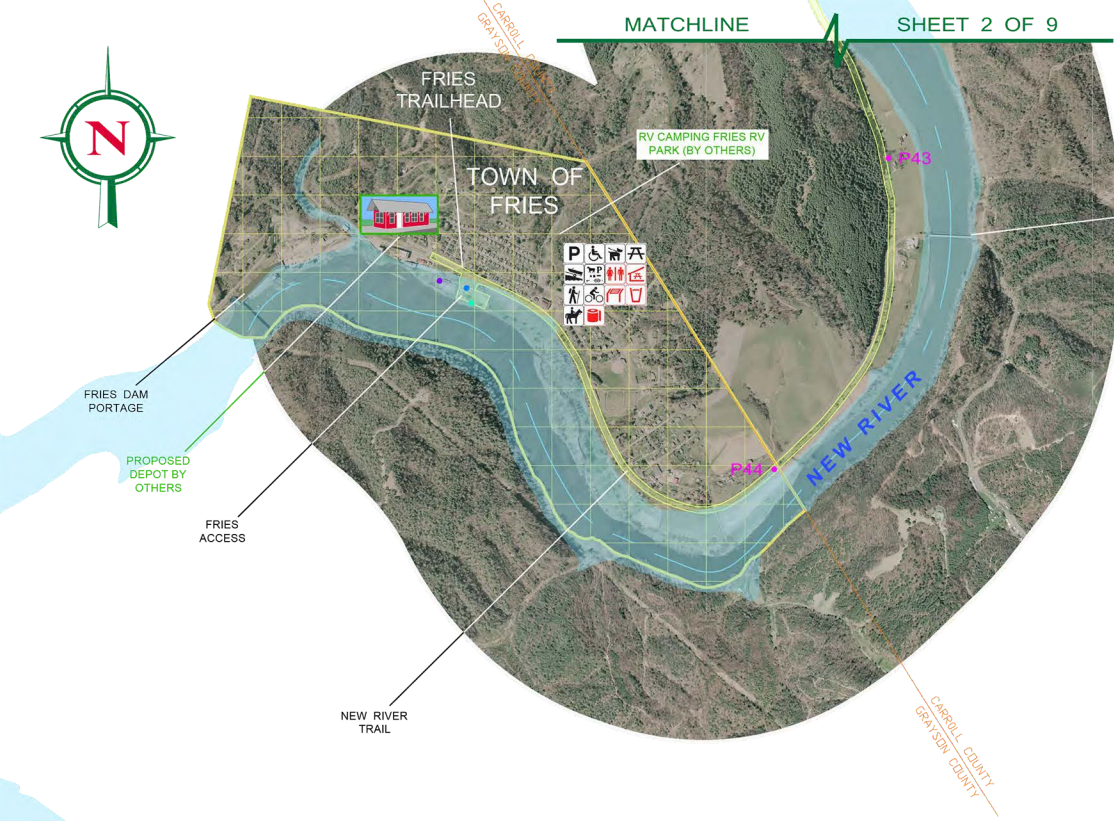 MATCHLINE
SHEET 2 OF 9
CARROLL COUNTY
GRAYSON COUNTY
FRIES
TRAILHEAD
N
RV CAMPING FRIES RV
PARK (BY OTHERS)
P43
TOWN OF
FRIES
P
P
FRIES DAM
PORTAGE
PROPOSED
DEPOT BY
OTHERS
NEW RIVER
P44
FRIES
ACCESS
NEW RIVER
TRAIL
CARROLL COUNTY
GRAYSON COUNTY